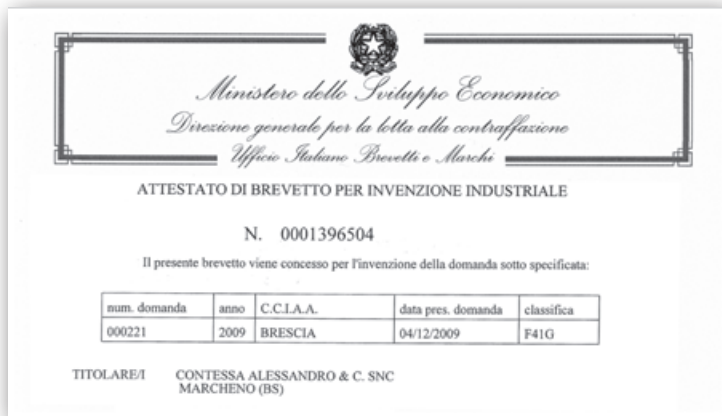 Ministero dello Sviluppo Economico
Direzione generale per la lotta alla contraffazione
Ufficio Italiano Brevetti e Marchi
ATTESTATO DI BREVETTO PER INVENZIONE INDUSTRIALE
N. 0001396504
Il presente brevetto viene concesso per l'invenzione della domanda sotto specificata:
num. domanda anno C.C.I.A.A. data pres. domanda classifica
000221 2009 BRESCIA 04/12/2009 F41G
TITOLARE/I CONTESSA ALESSANDRO & C. SNC
MARCHENO (BS)